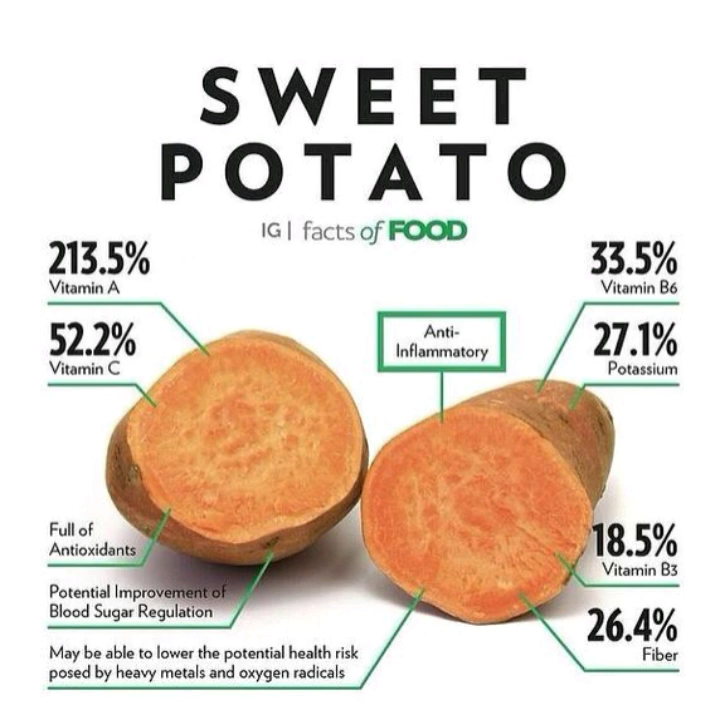 SWEET
POTATO
IG | facts of FOOD
213.5%
Vitamin A
52.2%
Vitamin C
Anti-
Inflammatory
33.5%
Vitamin B6
27.1%
Potassium
Full of
Antioxidants
Potential Improvement of
Blood Sugar Regulation
May be able to lower the potential health risk
posed by heavy metals and oxygen radicals
18.5%
Vitamin B3
26.4%
Fiber